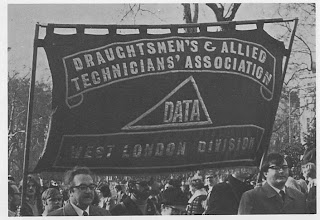 DRAUGHTSMEN'S & ALLIED
TECHNICIANS' ASSOCIATION
DATA
WEST LONDON DIVISION